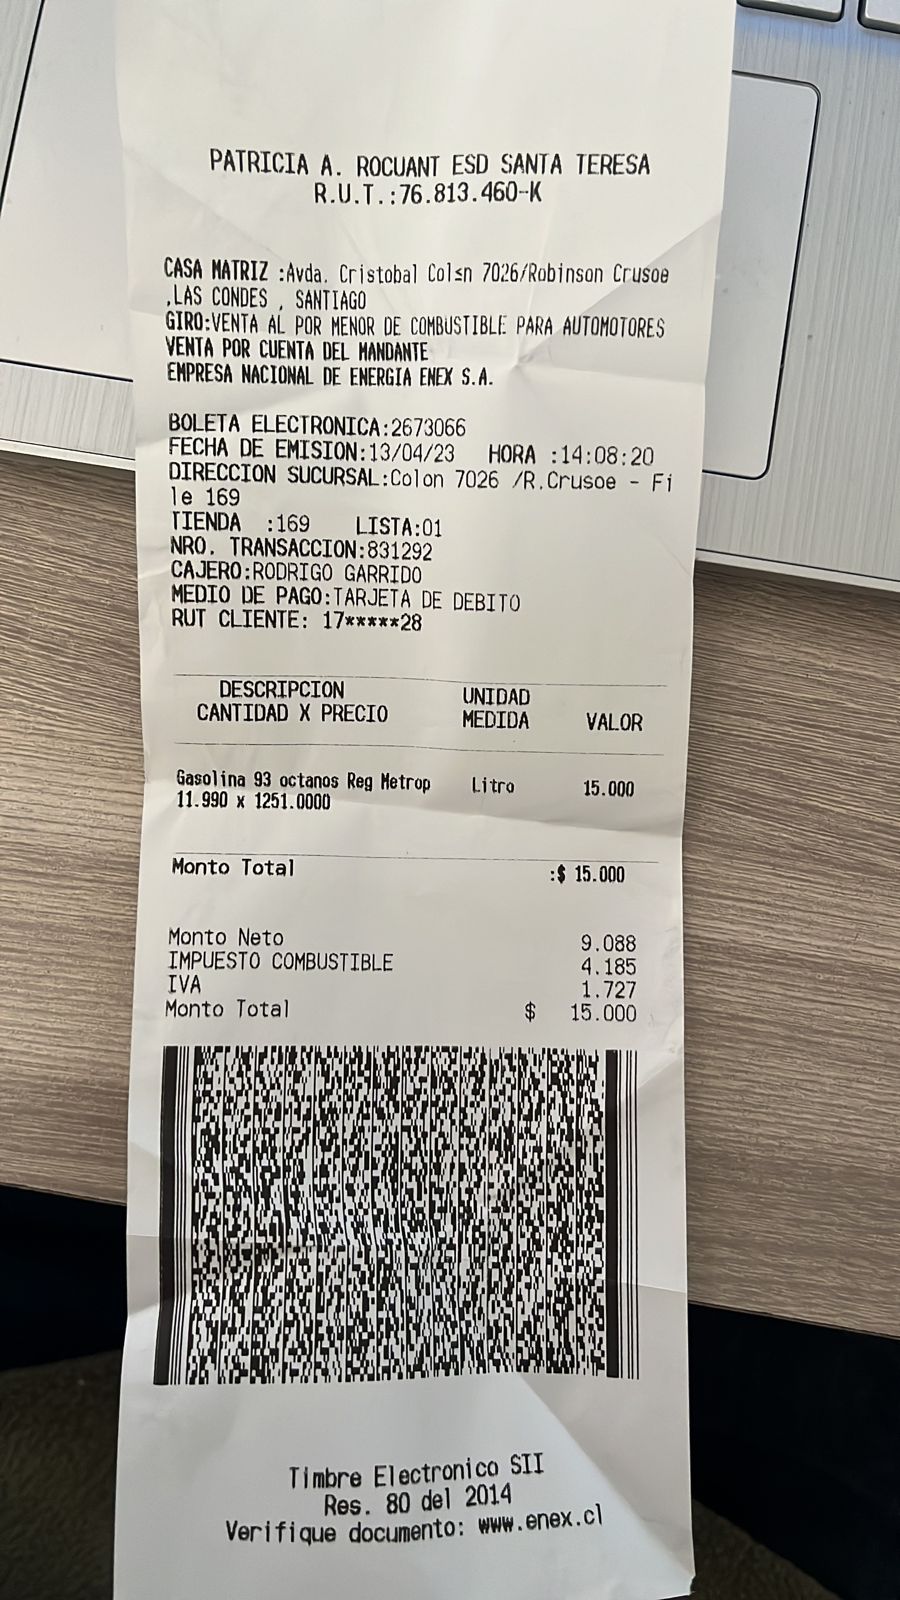 PATRICIA A. ROCUANT ESD SANTA TERESA
R.U.T.:76.813.460-K
CASA MATRIZ :Avda. Cristobal Col≤n 7026/Robinson Crusoe
,LAS CONDES , SANTIAGO
GIRO:VENTA AL POR MENOR DE COMBUSTIBLE PARA AUTOMOTORES
VENTA POR CUENTA DEL MANDANTE
EMPRESA NACIONAL DE ENERGIA ENEX S.A.
BOLETA ELECTRONICA:2673066
FECHA DE EMISION:13/04/23 HORA :14:08:20
DIRECCION SUCURSAL:Colon 7026 /R.Crusoe - Fi
le 169
TIENDA :169 LISTA:01
NRO. TRANSACCION:831292
CAJERO:RODRIGO GARRIDO
MEDIO DE PAGO:TARJETA DE DEBITO
RUT CLIENTE: 17*****28
DESCRIPCION UNIDAD
CANTIDAD X PRECIO MEDIDA VALOR
Gasolina 93 octanos Reg Metrop Litro 15.000
11.990 x 1251.0000
Monto Total :$ 15.000
Monto Neto 9.088
IMPUESTO COMBUSTIBLE 4.185
IVA 1.727
Monto Total $ 15.000
Timbre Electronico SII
Res. 80 del 2014
Verifique documento: www.enex.cl